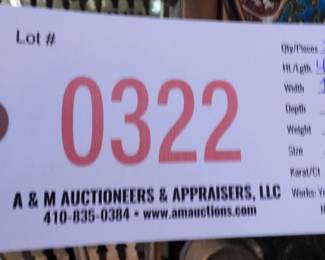 Lot #
0322
A & M AUCTIONEERS & APPRAISERS, LLC
410-835-0384 • www.amauctions.com
Qty/Pieces
Ht./Lgth
Width
Depth
Weight
Size
Karat/Ct
Works: Ye